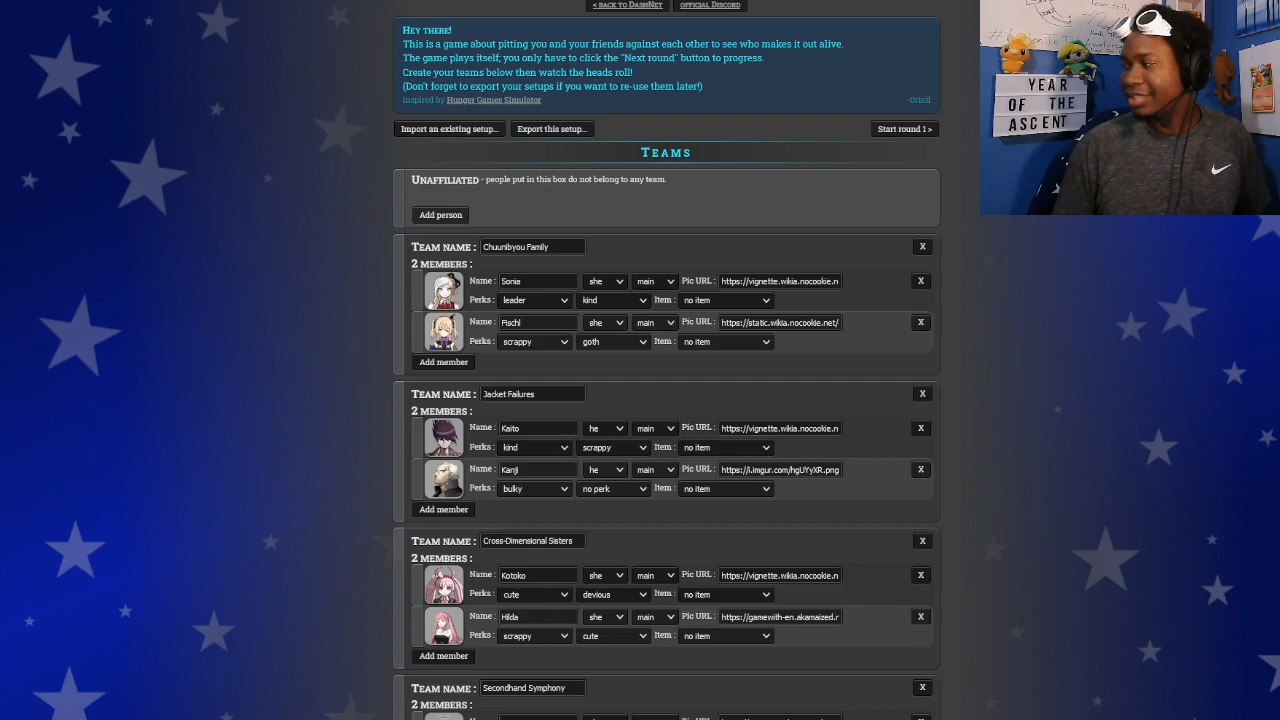 < BACK TO DASHNET OFFICIAL DISCORD
HEY THERE!
This is a game about pitting you and your friends against each other to see who makes it out alive.
The game plays itself; you only have to click the "Next round" button to progress.
Create your teams below then watch the heads roll!
(Don't forget to export your setups if you want to re-use them later!)
inspired by Hunger Games Simulator -Orteil
Import an existing setup... Export this setup... Start round 1 >
TEAMS
UNAFFILIATED - people put in this box do not belong to any team.
Add person
TEAM NAME : Chuunibyou Family X
2 MEMBERS :
Name : Sonia she main Pic URL : https://vignette.wikia.nocookie.n X
Perks : leader kind Item : no item
Name : Fischl she main Pic URL : https://static.wikia.nocookie.net/ X
Perks : scrappy goth Item : no item
Add member
TEAM NAME : Jacket Failures X
2 MEMBERS :
Name : Kaito he main Pic URL : https://vignette.wikia.nocookie.n X
Perks : kind scrappy Item : no item
Name : Kanji he main Pic URL : https://i.imgur.com/hgUYyXR.png X
Perks : bulky no perk Item : no item
Add member
TEAM NAME : Cross-Dimensional Sisters X
2 MEMBERS :
Name : Kotoko she main Pic URL : https://vignette.wikia.nocookie.n X
Perks : cute devious Item : no item
Name : Hilda she main Pic URL : https://gamewith-en.akamaized.r X
Perks : scrappy cute Item : no item
Add member
TEAM NAME : Secondhand Symphony X
2 MEMBERS :
YEAR
OF THE
ASCENT